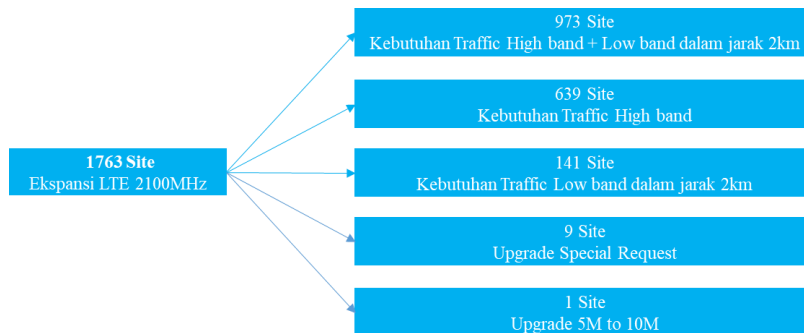 973 Site
Kebutuhan Traffic High band + Low band dalam jarak 2km
639 Site
Kebutuhan Traffic High band
1763 Site
Ekspansi LTE 2100MHz
141 Site
Kebutuhan Traffic Low band dalam jarak 2km
9 Site
Upgrade Special Request
1 Site
Upgrade 5M to 10M